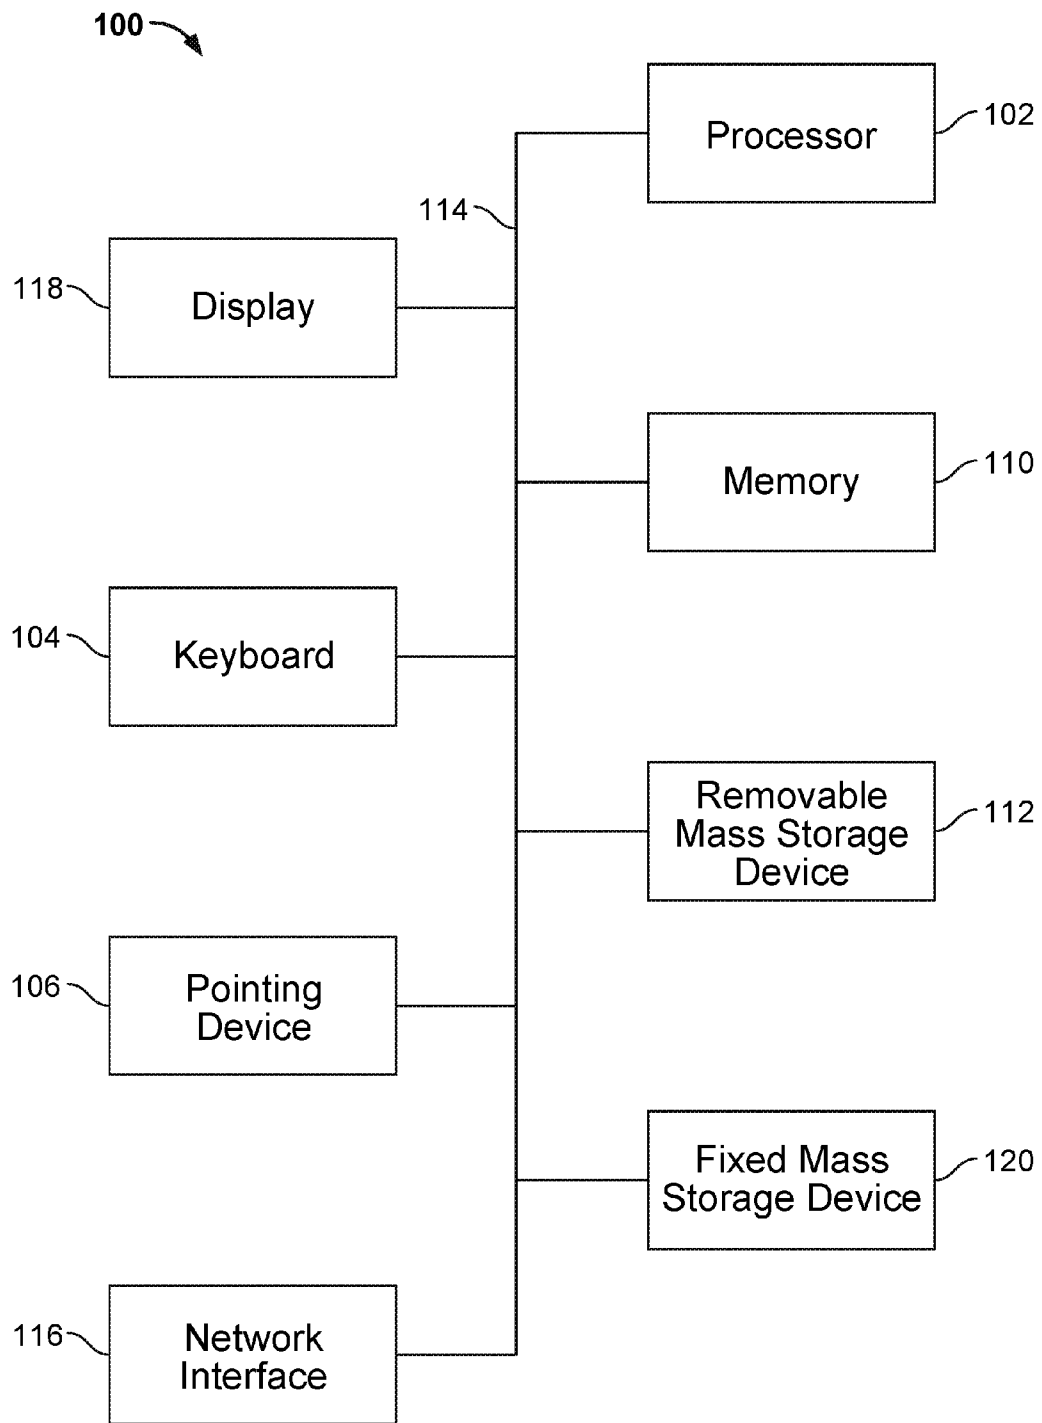 100
Processor
102
114
118
Display
Memory
110
104
Keyboard
Removable
Mass Storage
Device
112
106
Pointing
Device
Fixed Mass
Storage Device
120
116
Network
Interface